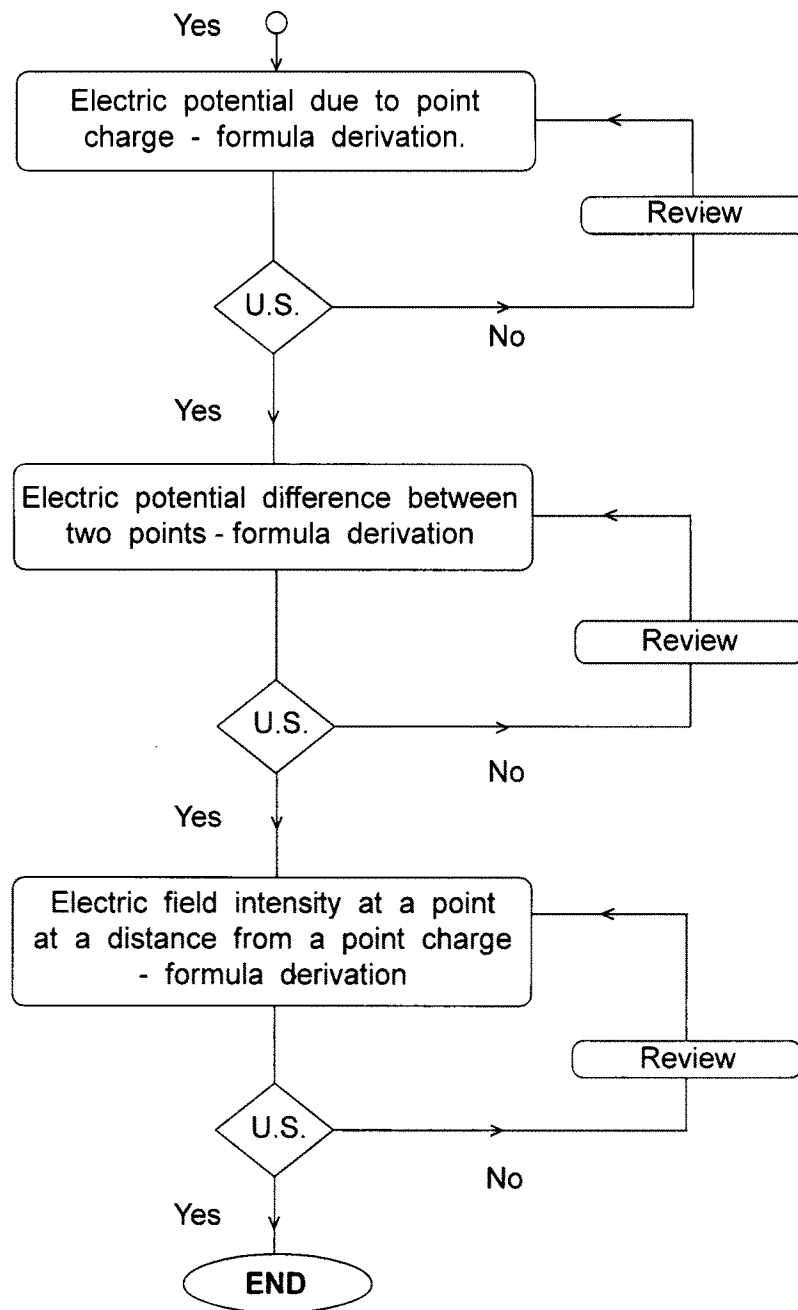 Yes
Electric potential due to point
charge - formula derivation.
Review
U.S.
No
Yes
Electric potential difference between
two points - formula derivation
Review
U.S.
No
Yes
Electric field intensity at a point
at a distance from a point charge
- formula derivation
Review
U.S.
No
Yes
END